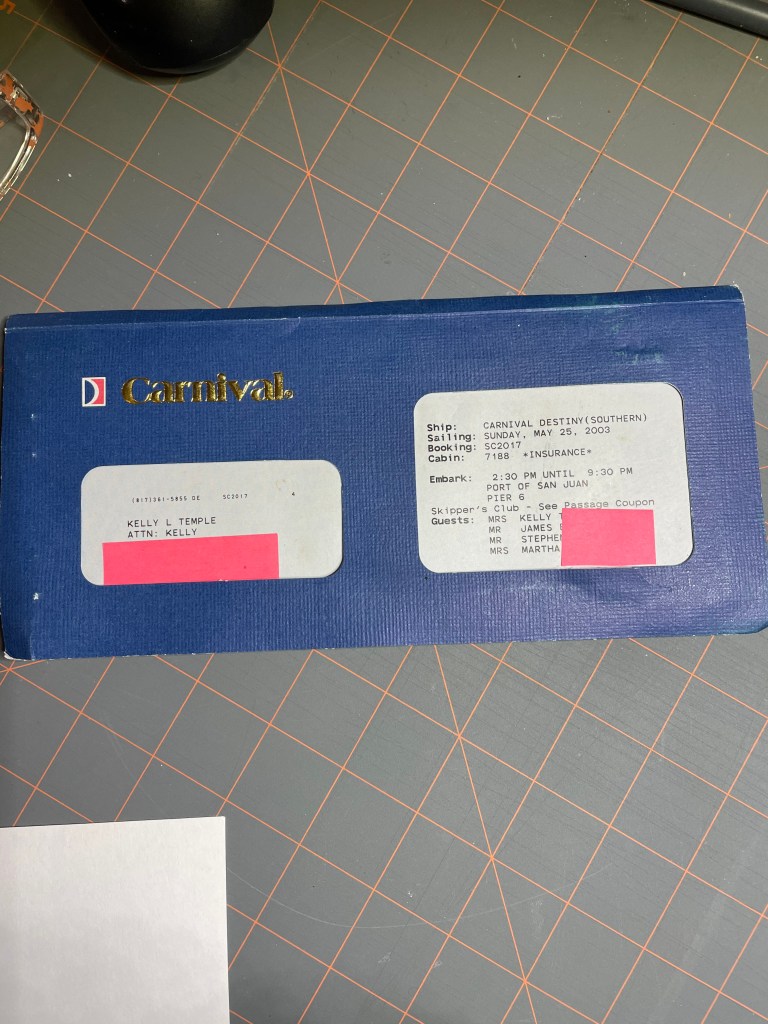 Carnival.
(817)361-5855 DE SC2017 4
KELLY L TEMPLE
ATTN: KELLY
Ship: CARNIVAL DESTINY(SOUTHERN)
Sailing: SUNDAY, MAY 25, 2003
Booking: SC2017
Cabin: 7188 *INSURANCE*
Embark: 2:30 PM UNTIL 9:30 PM
PORT OF SAN JUAN
PIER 6
Skipper's Club - See Passage Coupon
Guests: MRS KELLY T
MR JAMES
MR STEPHEN
MRS MARTHA